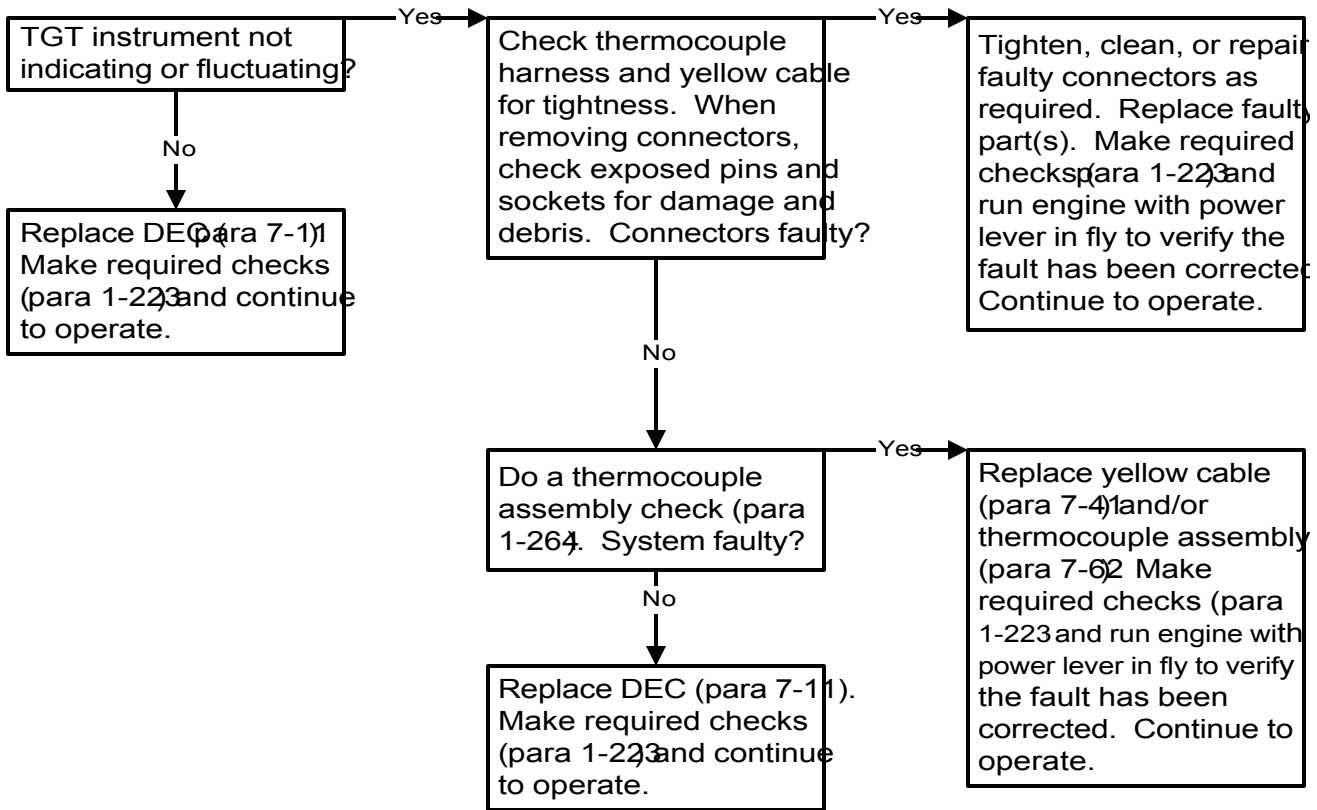 TGT instrument not
indicating or fluctuating?
Yes
Check thermocouple
harness and yellow cable
for tightness. When
removing connectors,
check exposed pins and
sockets for damage and
debris. Connectors faulty?
Yes
Tighten, clean, or repair
faulty connectors as
required. Replace faulty
part(s). Make required
checks (para 1-223) and
run engine with power
lever in fly to verify the
fault has been corrected
Continue to operate.
No
Replace DEC (para 7-11).
Make required checks
(para 1-223) and continue
to operate.
No
Do a thermocouple
assembly check (para
1-264). System faulty?
Yes
Replace yellow cable
(para 7-41) and/or
thermocouple assembly
(para 7-62) Make
required checks (para
1-223 and run engine with
power lever in fly to verify
the fault has been
corrected. Continue to
operate.
No
Replace DEC (para 7-11).
Make required checks
(para 1-223) and continue
to operate.